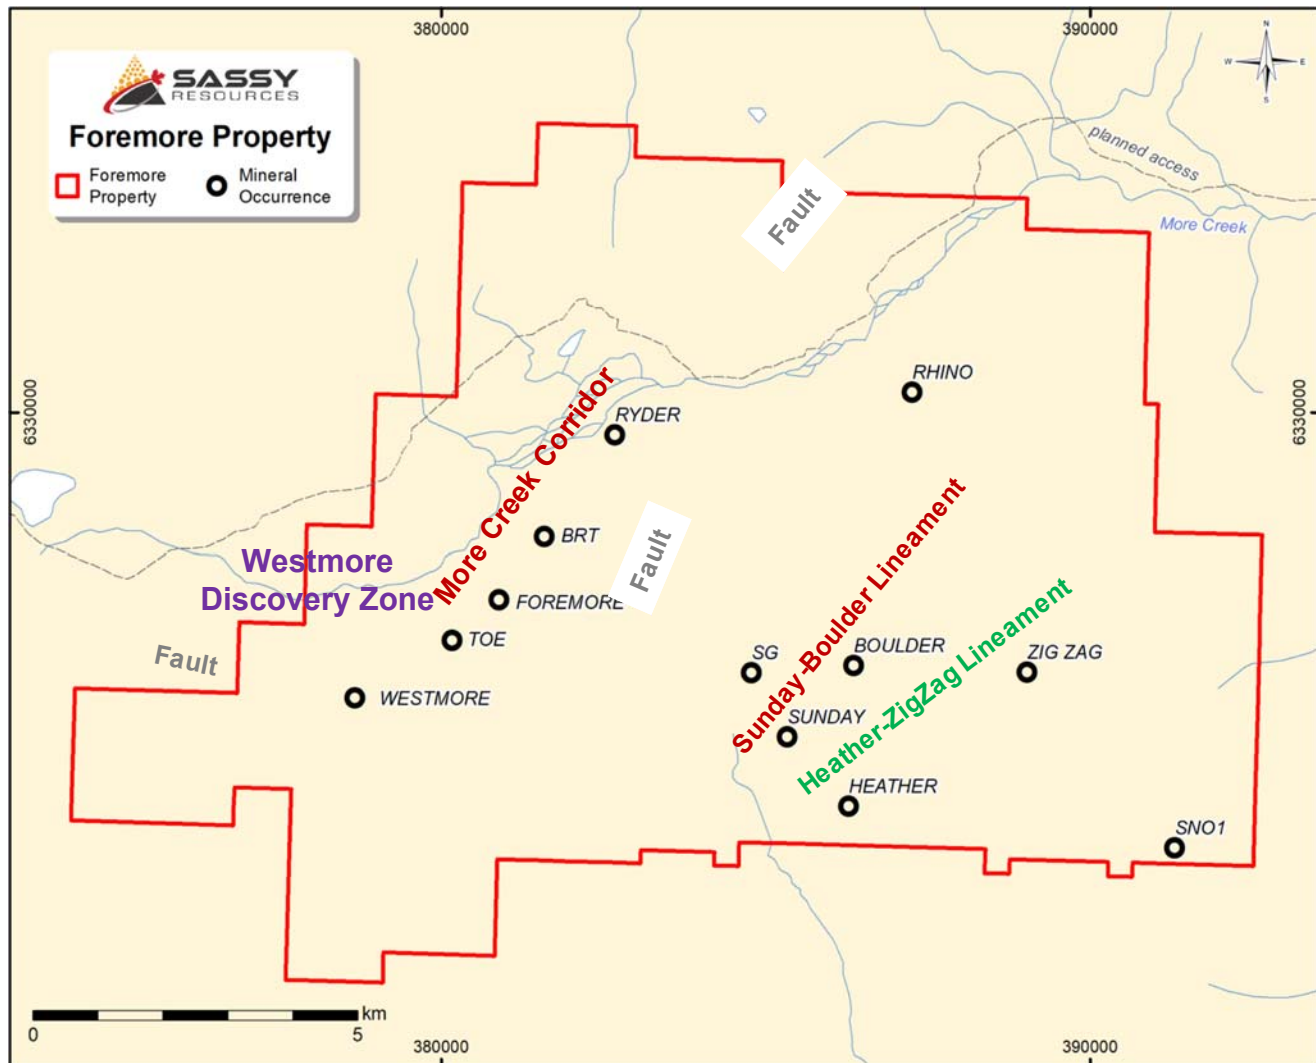 380000
390000
SASSY
RESOURCES
Foremore Property
Foremore
Property
Mineral
Occurrence
N
W
E
S
planned access
More Creek
Fault
6330000
6330000
RHINO
RYDER
More Creek Corridor
BRT
Fault
Westmore
Discovery Zone
FOREMORE
TOE
Fault
WESTMORE
SG
Sunday-Boulder Lineament
BOULDER
ZIG ZAG
SUNDAY
Heather-ZigZag Lineament
HEATHER
SNO1
km
0
5
380000
390000